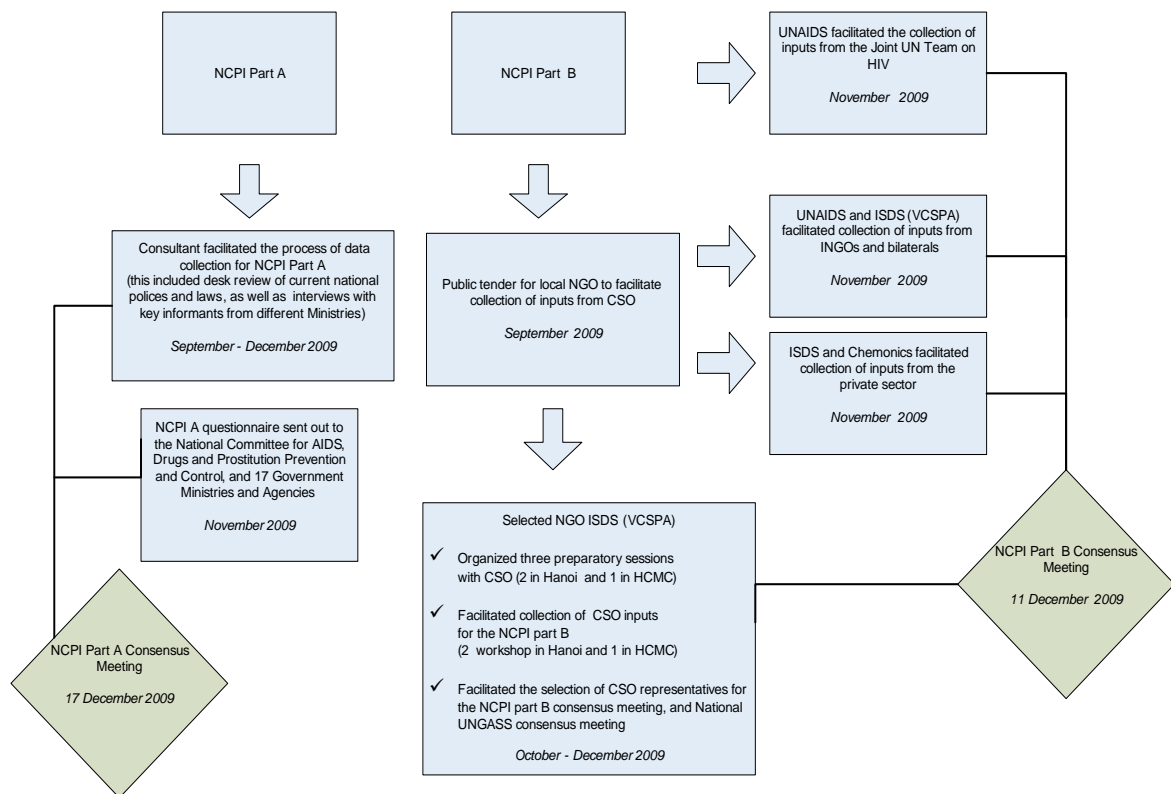 NCPI Part A
Consultant facilitated the process of data
collection for NCPI Part A
(this included desk review of current national
polices and laws, as well as interviews with
key informants from different Ministries)
September - December 2009
NCPI A questionnaire sent out to
the National Committee for AIDS,
Drugs and Prostitution Prevention
and Control, and 17 Government
Ministries and Agencies
November 2009
NCPI Part A Consensus
Meeting
17 December 2009
NCPI Part B
Public tender for local NGO to facilitate
collection of inputs from CSO
September 2009
Selected NGO ISDS (VCSPA)
✓ Organized three preparatory sessions
with CSO (2 in Hanoi and 1 in HCMC)
✓ Facilitated collection of CSO inputs
for the NCPI part B
(2 workshop in Hanoi and 1 in HCMC)
✓ Facilitated the selection of CSO representatives for
the NCPI part B consensus meeting, and National
UNGASS consensus meeting
October - December 2009
UNAIDS facilitated the collection of
inputs from the Joint UN Team on
HIV
November 2009
UNAIDS and ISDS (VCSPA)
facilitated collection of inputs from
INGOs and bilaterals
November 2009
ISDS and Chemonics facilitated
collection of inputs from the
private sector
November 2009
NCPI Part B Consensus
Meeting
11 December 2009